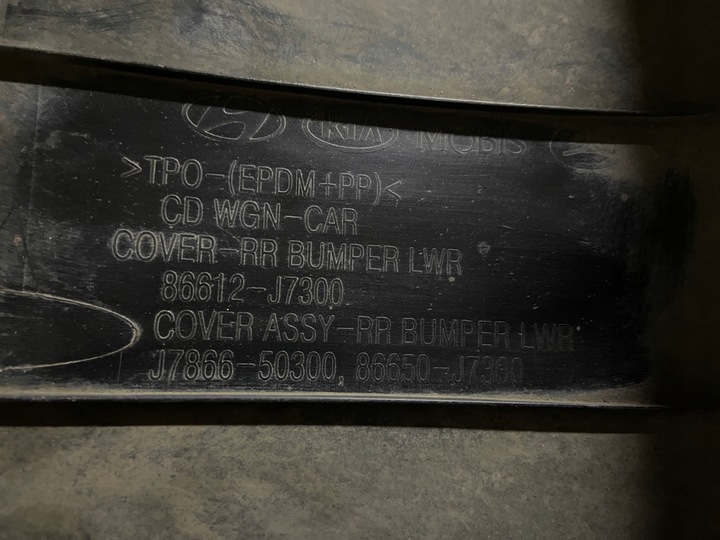 KIA MOBIS
>TPO-(EPDM+PP)<
CD WGN-CAR
COVER-RR BUMPER LWR
86612-J7300
COVER ASSY-RR BUMPER LWR
J7866-50300, 86650-J7300